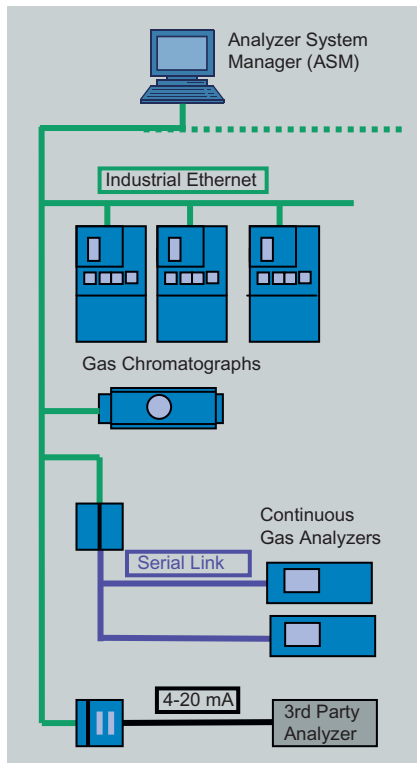 Analyzer System
Manager (ASM)
Industrial Ethernet
Gas Chromatographs
Continuous
Gas Analyzers
Serial Link
4-20 mA
3rd Party
Analyzer